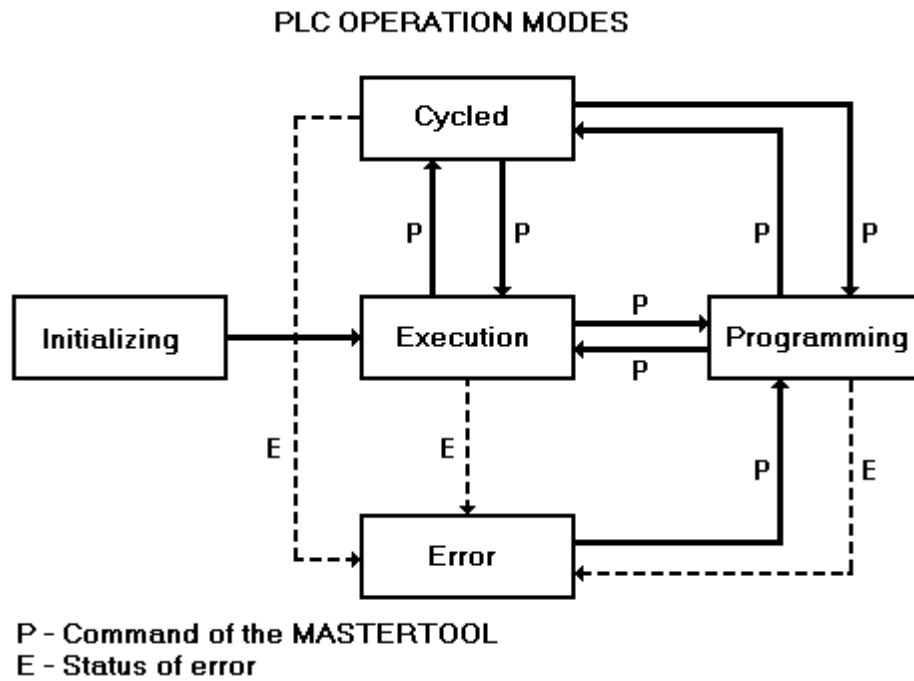 PLC OPERATION MODES
Cycled
P
P
P
P
Initializing
Execution
P
P
Programming
E
E
P
E
Error
P - Command of the MASTERTOOL
E - Status of error